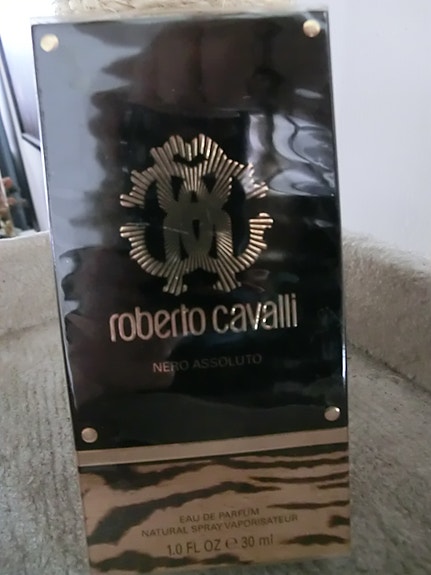 roberto cavalli
NERO ASSOLUTO
EAU DE PARFUM
NATURAL SPRAY·VAPORISATEUR
1.0 FL OZ ℮ 30 ml